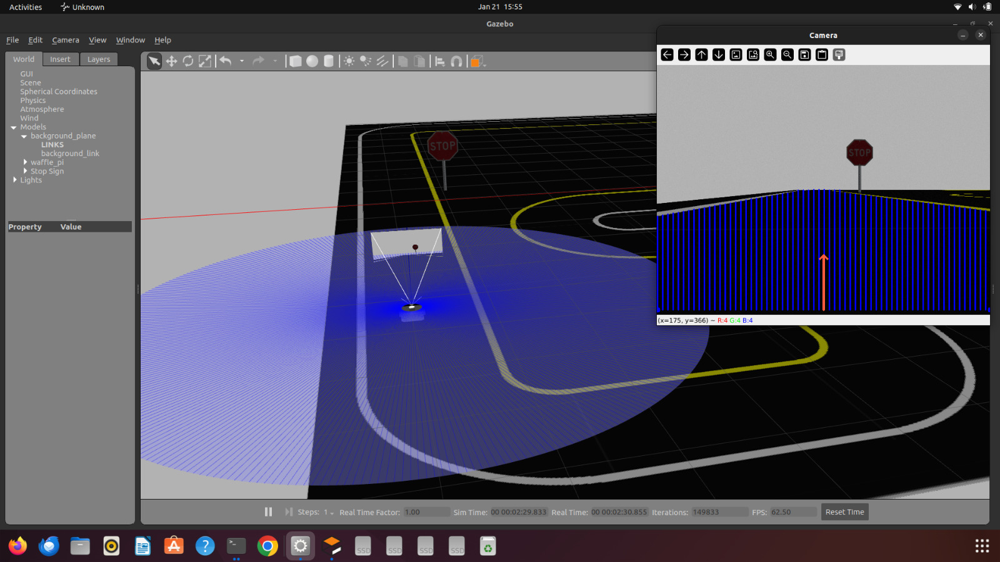 Activities
Unknown
Jan 21 15:55
Gazebo
File Edit Camera View Window Help
World Insert Layers
GUI
Scene
Spherical Coordinates
Physics
Atmosphere
Wind
Models
background_plane
LINKS
background_link
waffle_pi
Stop Sign
Lights
Property Value
STOP
Camera
STOP
(x=175, y=366) ~ R:4 G:4 B:4
Steps: 1 Real Time Factor: 1.00 Sim Time: 00 00:02:29.833 Real Time: 00 00:02:30.855 Iterations: 149833 FPS: 62.50 Reset Time
SSD SSD SSD SSD